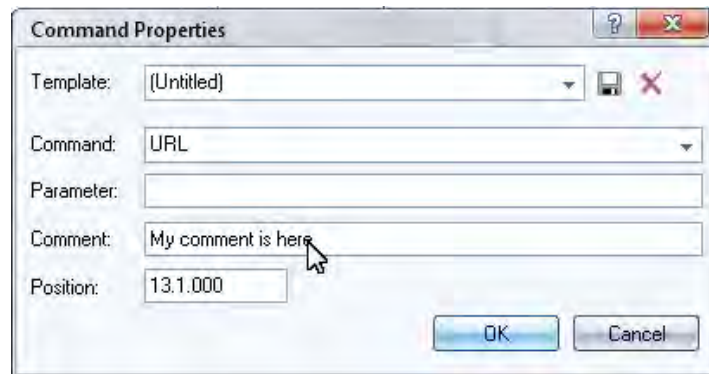 Command Properties
Template: (Untitled)
Command: URL
Parameter:
Comment: My comment is here
Position: 13.1.000
OK Cancel